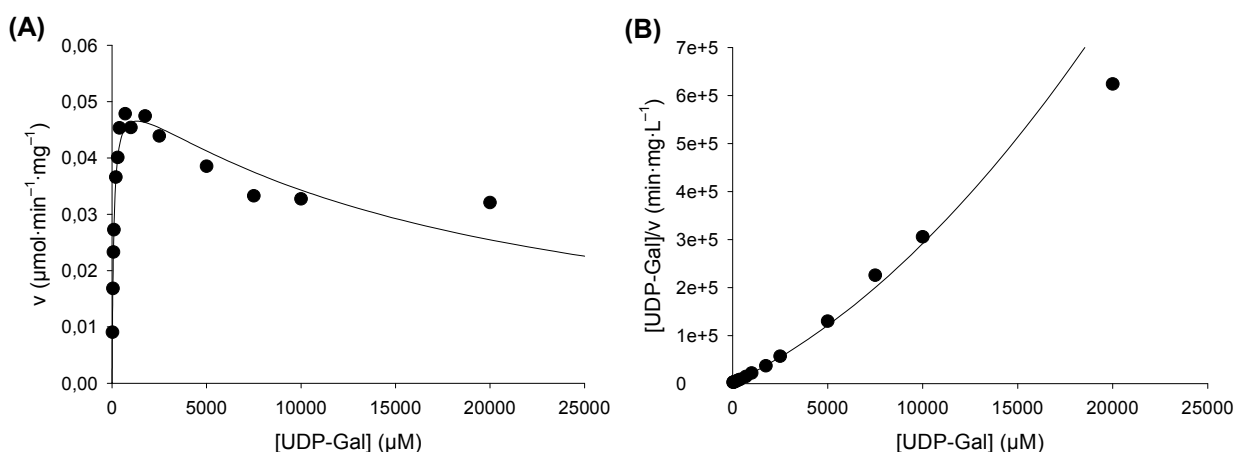 (A)
0,06
0,05
0,04
0,03
0,02
0,01
0,00
v (µmol·min⁻¹·mg⁻¹)
0 5000 10000 15000 20000 25000
[UDP-Gal] (µM)
(B)
7e+5
6e+5
5e+5
4e+5
3e+5
2e+5
1e+5
0
[UDP-Gal]/v (min·mg·L⁻¹)
0 5000 10000 15000 20000 25000
[UDP-Gal] (µM)